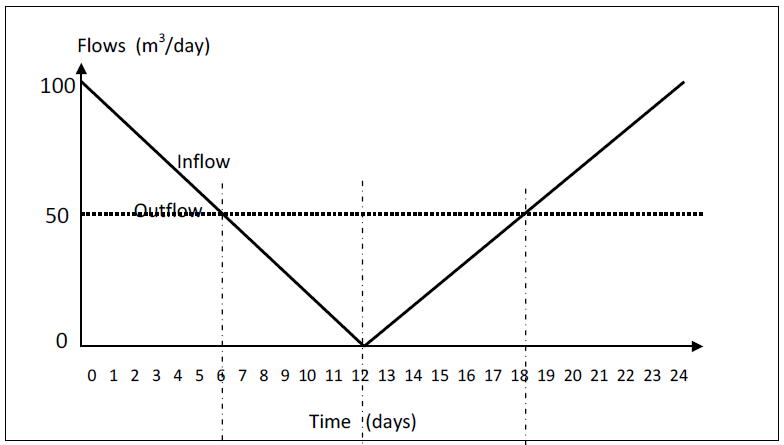 Flows (m³/day)
100
Inflow
50
Outflow
0
0 1 2 3 4 5 6 7 8 9 10 11 12 13 14 15 16 17 18 19 20 21 22 23 24
Time (days)